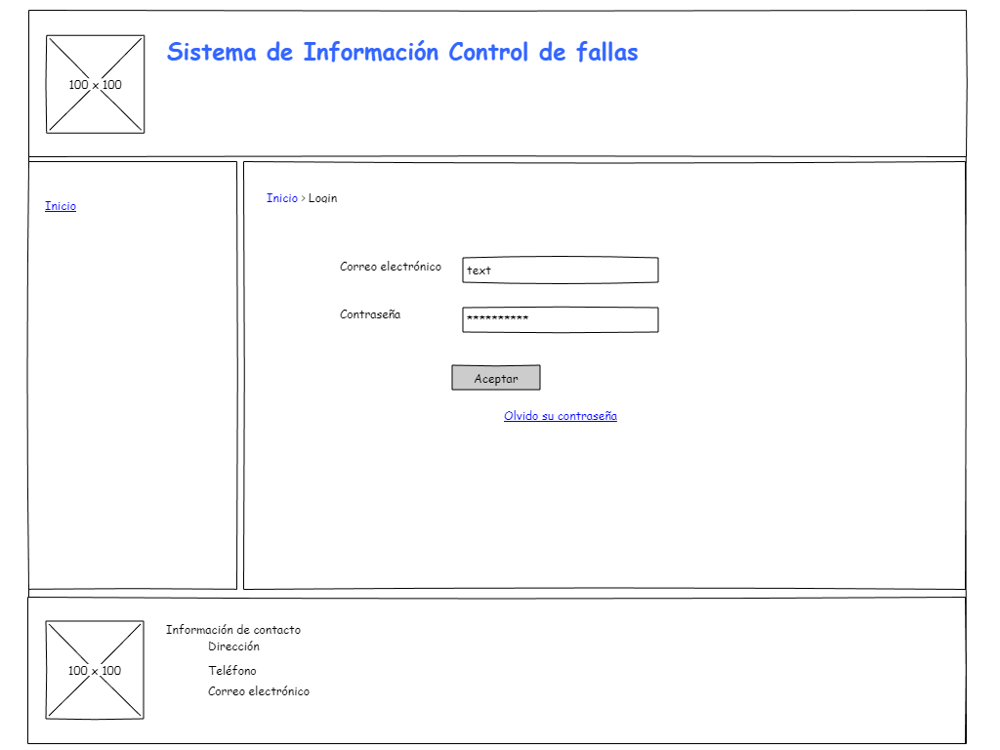 Sistema de Información Control de fallas
100 x 100
Inicio
Inicio > Login
Correo electrónico
text
Contraseña
**********
Aceptar
Olvido su contraseña
100 x 100
Información de contacto
Dirección
Teléfono
Correo electrónico